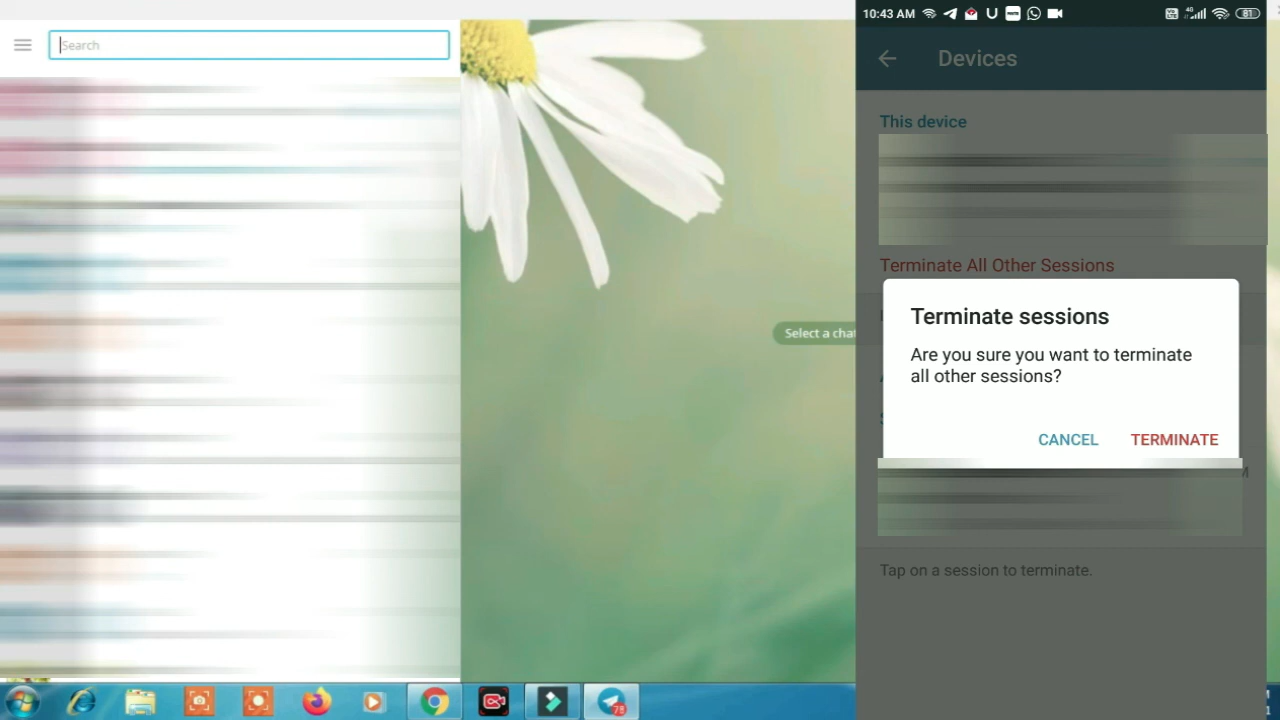 Search
Select a chat
10:43 AM
Devices
This device
Terminate All Other Sessions
Terminate sessions
Are you sure you want to terminate
all other sessions?
CANCEL
TERMINATE
Tap on a session to terminate.